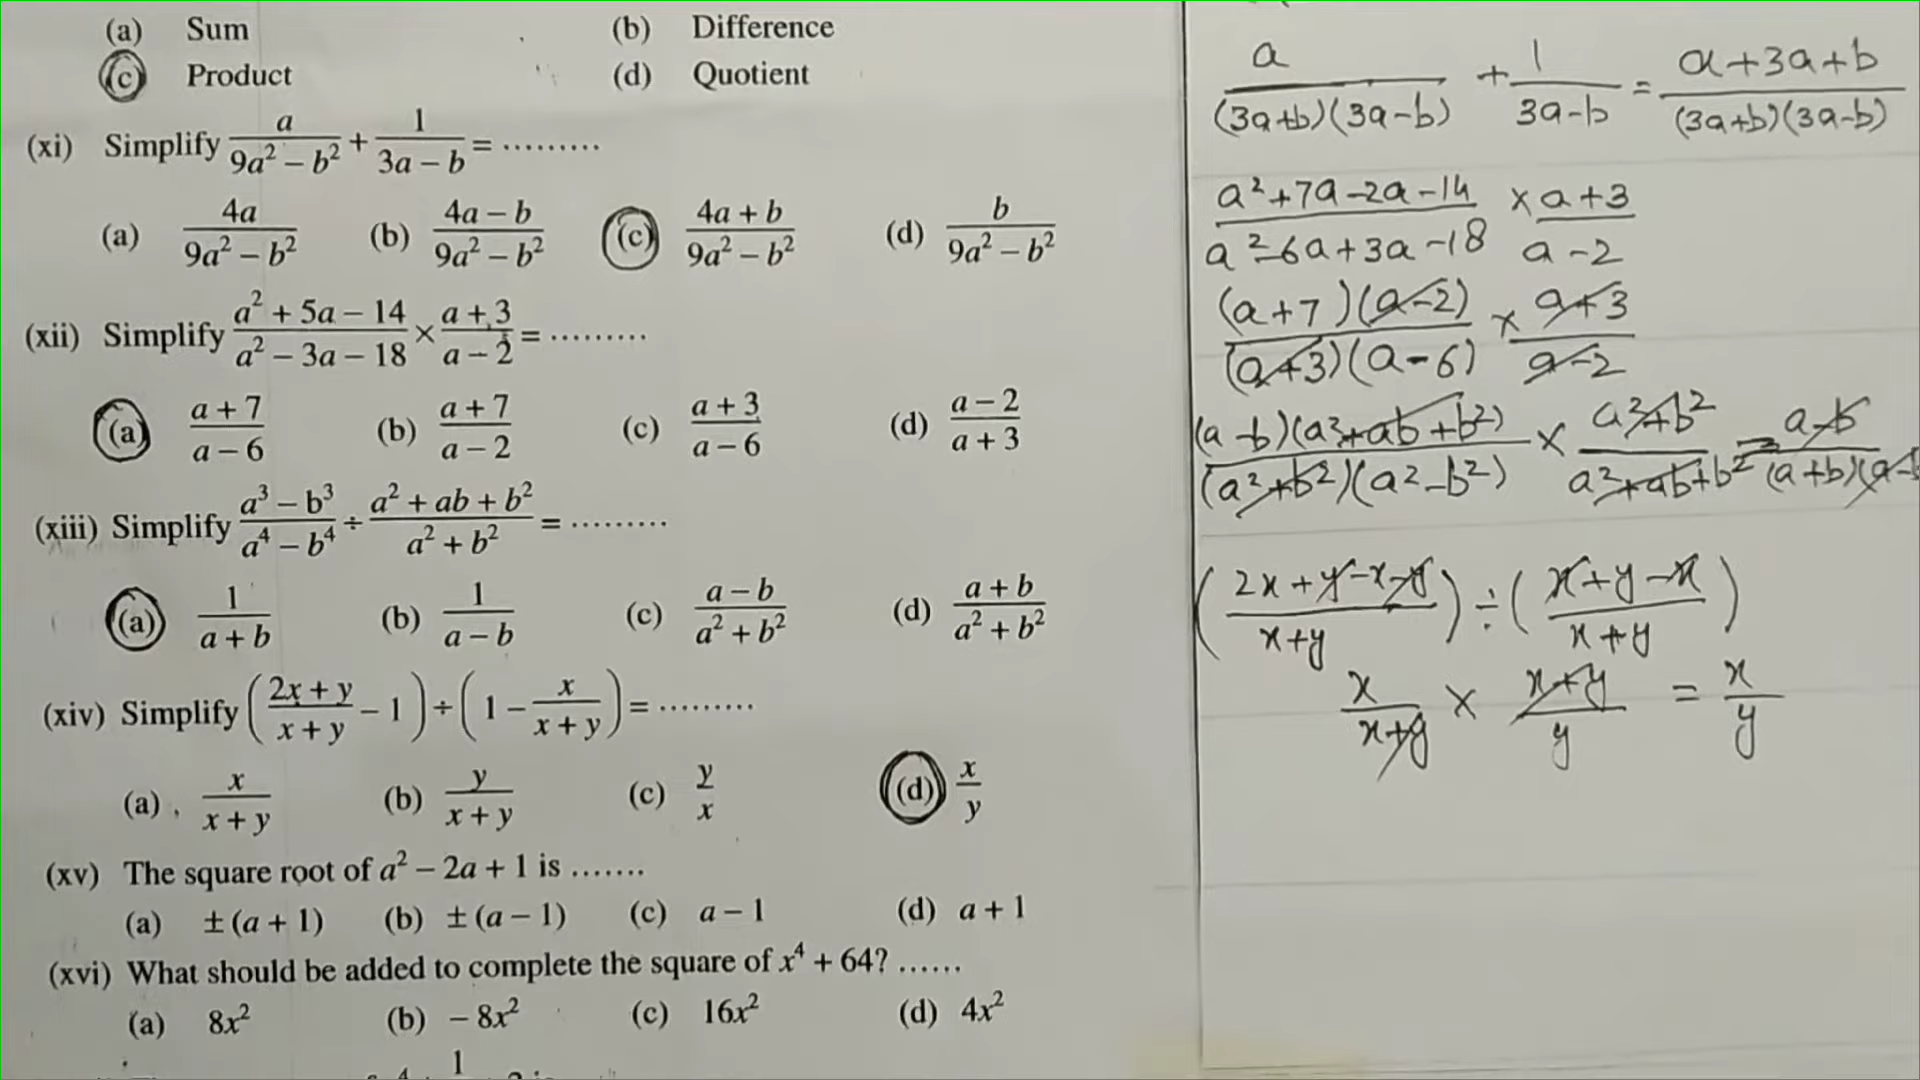 (a) Sum (b) Difference
(c) Product (d) Quotient
(xi) Simplify a/(9a² – b²) + 1/(3a – b) = .........
(a) 4a/(9a² – b²) (b) (4a – b)/(9a² – b²) (c) (4a + b)/(9a² – b²) (d) b/(9a² – b²)
(xii) Simplify (a² + 5a – 14)/(a² – 3a – 18) × (a + 3)/(a – 2) = .........
(a) (a + 7)/(a – 6) (b) (a + 7)/(a – 2) (c) (a + 3)/(a – 6) (d) (a – 2)/(a + 3)
(xiii) Simplify (a³ – b³)/(a⁴ – b⁴) ÷ (a² + ab + b²)/(a² + b²) = .........
(a) 1/(a + b) (b) 1/(a – b) (c) (a – b)/(a² + b²) (d) (a + b)/(a² + b²)
(xiv) Simplify ((2x + y)/(x + y) – 1) ÷ (1 – x/(x + y)) = .........
(a) x/(x + y) (b) y/(x + y) (c) y/x (d) x/y
(xv) The square root of a² – 2a + 1 is .......
(a) ± (a + 1) (b) ± (a – 1) (c) a – 1 (d) a + 1
(xvi) What should be added to complete the square of x⁴ + 64? ......
(a) 8x² (b) – 8x² (c) 16x² (d) 4x²
a/((3a+b)(3a-b)) + 1/(3a-b) = (a+3a+b)/((3a+b)(3a-b))
(a²+7a-2a-14)/(a²-6a+3a-18) × (a+3)/(a-2)
((a+7)(a-2))/((a+3)(a-6)) × (a+3)/(a-2)
((a-b)(a²+ab+b²))/((a²+b²)(a²-b²)) × (a²+b²)/(a²+ab+b²) = (a-b)/((a+b)(a-b
((2x+y-x-y)/(x+y)) ÷ ((x+y-x)/(x+y))
x/(x+y) × (x+y)/y = x/y